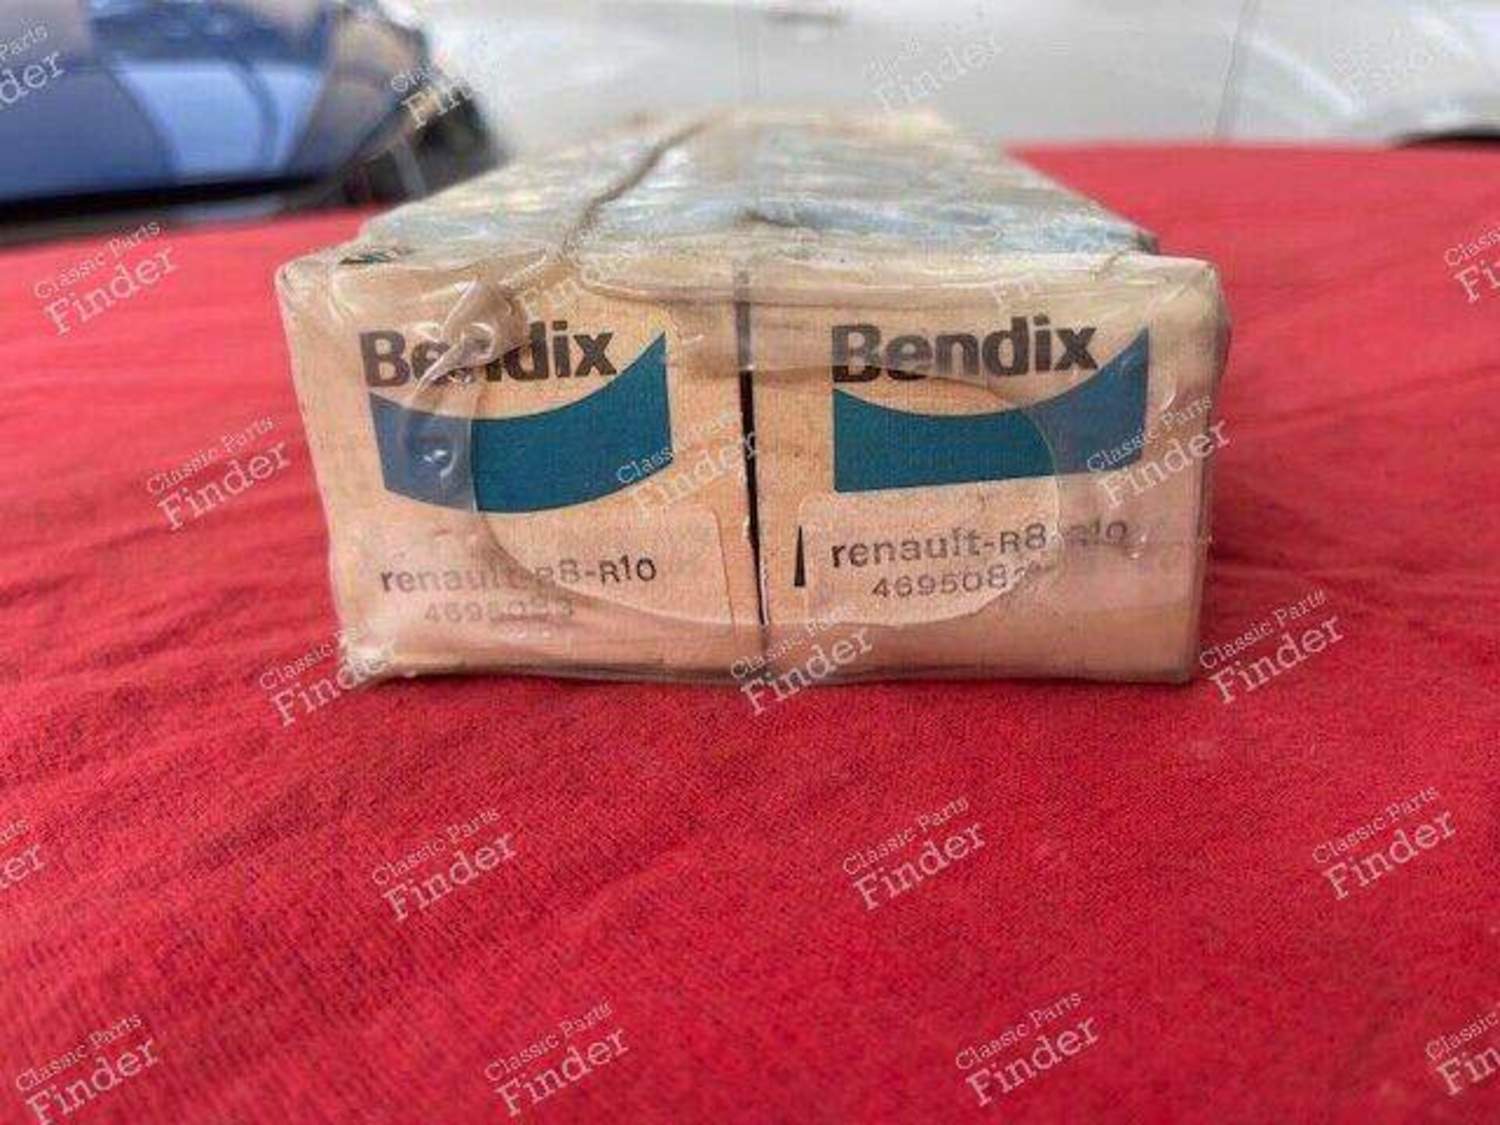 Bendix
renault-R8-R10
Bendix
renault-R8-R10
Classic Parts
Finder